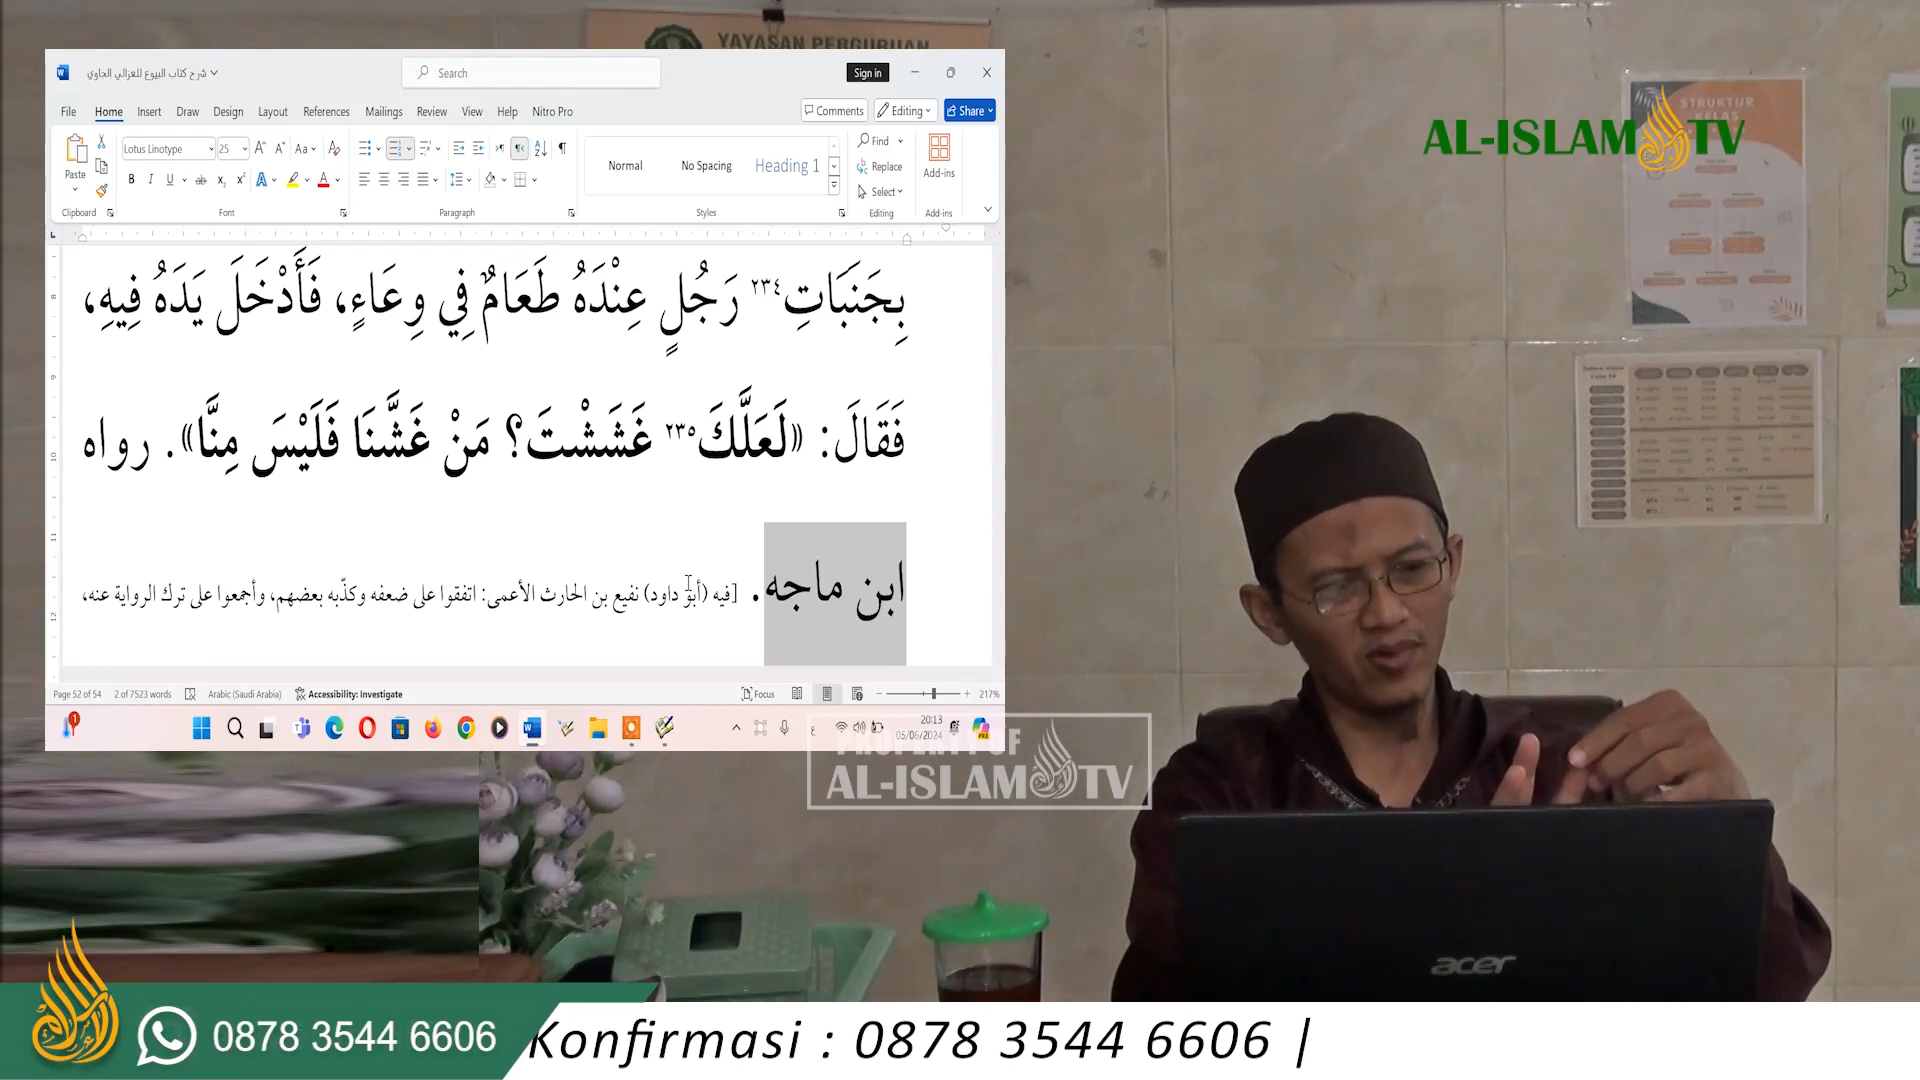 YAYASAN PERGURUAN
شرح كتاب البيوع للغزالي الجاوي
Search
Sign in
File Home Insert Draw Design Layout References Mailings Review View Help Nitro Pro
Comments Editing Share
Paste
Lotus Linotype 25
Normal No Spacing Heading 1
Find
Replace
Select
Add-ins
Clipboard Font Paragraph Styles Editing Add-ins
بِجَنَبَاتِ٢٣٤ رَجُلٍ عِنْدَهُ طَعَامٌ فِي وِعَاءٍ، فَأَدْخَلَ يَدَهُ فِيهِ،
فَقَالَ: «لَعَلَّكَ٢٣٥ غَشَشْتَ؟ مَنْ غَشَّنَا فَلَيْسَ مِنَّا». رواه
ابن ماجه. [فيه (أبو داود) نفيع بن الحارث الأعمى: اتفقوا على ضعفه وكذّبه بعضهم، وأجمعوا على ترك الرواية عنه،
Page 52 of 54 2 of 7523 words Arabic (Saudi Arabia) Accessibility: Investigate Focus 217%
20:13
05/06/2024
STRUKTUR
KELAS
AL-ISLAM TV
PROPERTY OF
AL-ISLAM TV
acer
0878 3544 6606
Konfirmasi : 0878 3544 6606 |